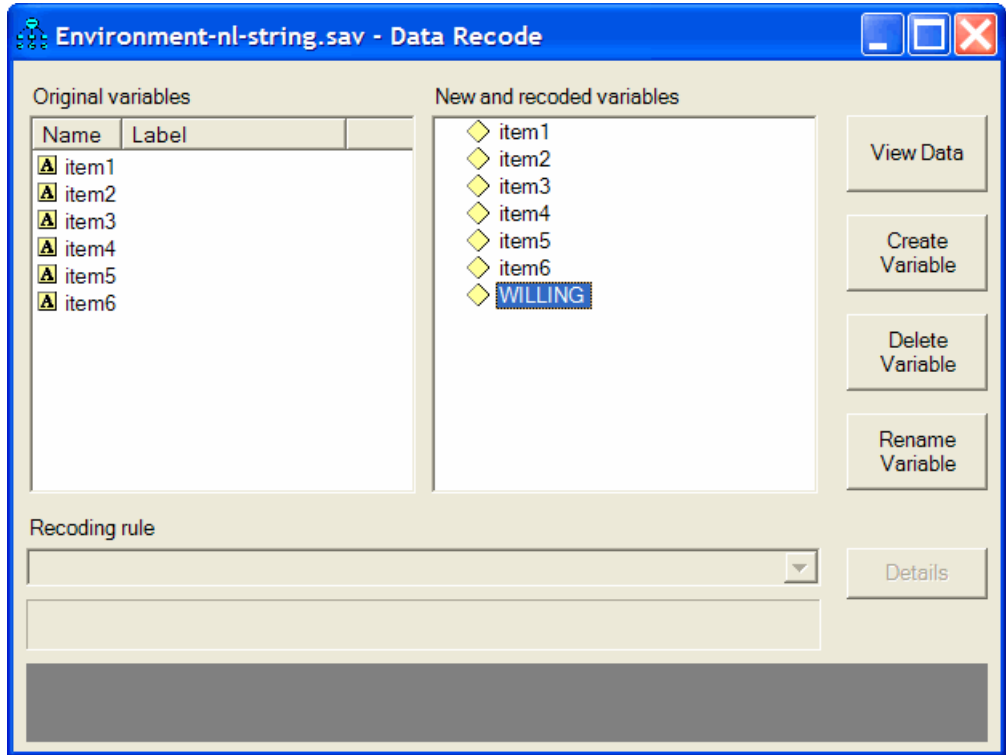 Environment-nl-string.sav - Data Recode
Original variables
New and recoded variables
Name Label
A item1
A item2
A item3
A item4
A item5
A item6
item1
item2
item3
item4
item5
item6
WILLING
View Data
Create
Variable
Delete
Variable
Rename
Variable
Recoding rule
Details